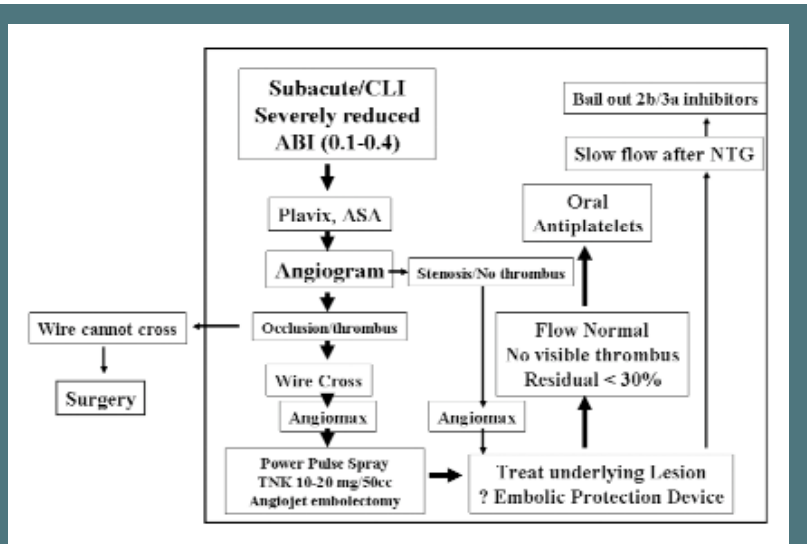 Subacute/CLI
Severely reduced
ABI (0.1-0.4)
Plavix, ASA
Angiogram
Stenosis/No thrombus
Occlusion/thrombus
Wire cannot cross
Surgery
Wire Cross
Angiomax
Angiomax
Power Pulse Spray
TNK 10-20 mg/50cc
Angiojet embolectomy
Treat underlying Lesion
? Embolic Protection Device
Flow Normal
No visible thrombus
Residual < 30%
Oral
Antiplatelets
Slow flow after NTG
Bail out 2b/3a inhibitors